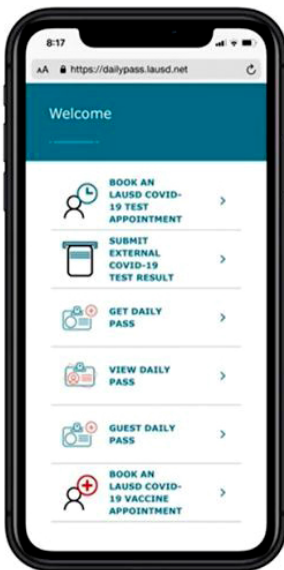 8:17
AA https://dailypass.lausd.net
Welcome
BOOK AN
LAUSD COVID-
19 TEST
APPOINTMENT
SUBMIT
EXTERNAL
COVID-19
TEST RESULT
GET DAILY
PASS
VIEW DAILY
PASS
GUEST DAILY
PASS
BOOK AN
LAUSD COVID-
19 VACCINE
APPOINTMENT